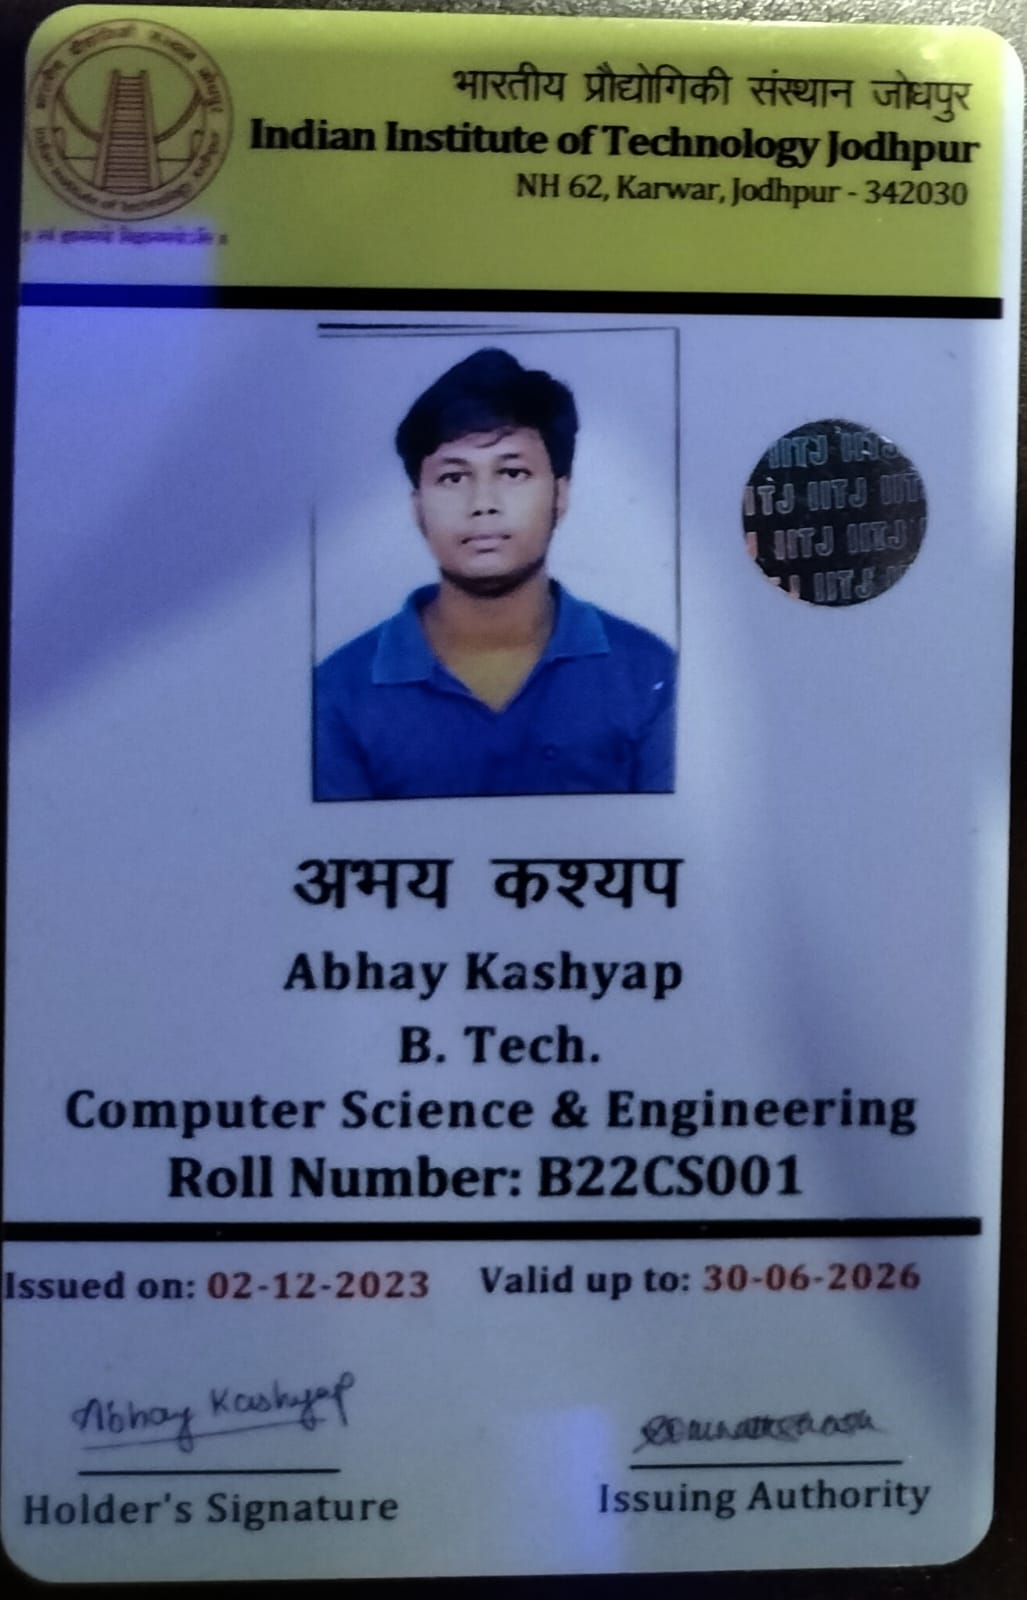 भारतीय प्रौद्योगिकी संस्थान जोधपुर
Indian Institute of Technology Jodhpur
NH 62, Karwar, Jodhpur - 342030
IITJ IITJ
ITJ IITJ IIT
IITJ IITJ
IITJ
अभय कश्यप
Abhay Kashyap
B. Tech.
Computer Science & Engineering
Roll Number: B22CS001
Issued on: 02-12-2023 Valid up to: 30-06-2026
Abhay Kashyap
Holder's Signature
Issuing Authority